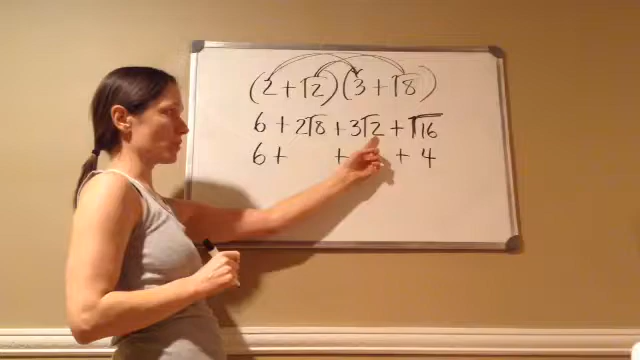 (2 + √2)(3 + √8)
6 + 2√8 + 3√2 + √16
6 + + + 4